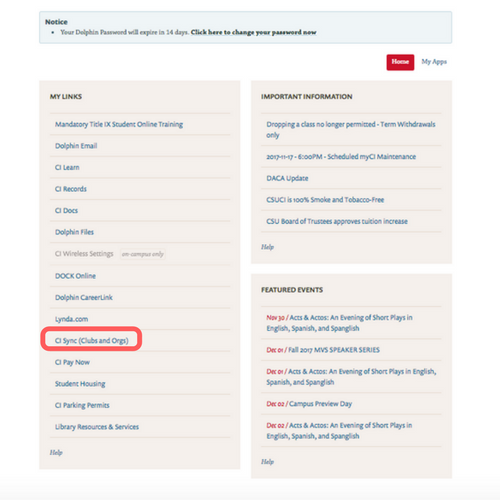 Notice
• Your Dolphin Password will expire in 14 days. Click here to change your password now
Home My Apps
MY LINKS
Mandatory Title IX Student Online Training
Dolphin Email
CI Learn
CI Records
CI Docs
Dolphin Files
CI Wireless Settings on-campus only
DOCK Online
Dolphin CareerLink
Lynda.com
CI Sync (Clubs and Orgs)
CI Pay Now
Student Housing
CI Parking Permits
Library Resources & Services
Help
IMPORTANT INFORMATION
Dropping a class no longer permitted - Term Withdrawals
only
2017-11-17 - 6:00PM - Scheduled myCI Maintenance
DACA Update
CSUCI is 100% Smoke and Tobacco-Free
CSU Board of Trustees approves tuition increase
Help
FEATURED EVENTS
Nov 30 / Acts & Actos: An Evening of Short Plays in
English, Spanish, and Spanglish
Dec 01 / Fall 2017 MVS SPEAKER SERIES
Dec 01 / Acts & Actos: An Evening of Short Plays in English,
Spanish, and Spanglish
Dec 02 / Campus Preview Day
Dec 02 / Acts & Actos: An Evening of Short Plays in
English, Spanish, and Spanglish
Help